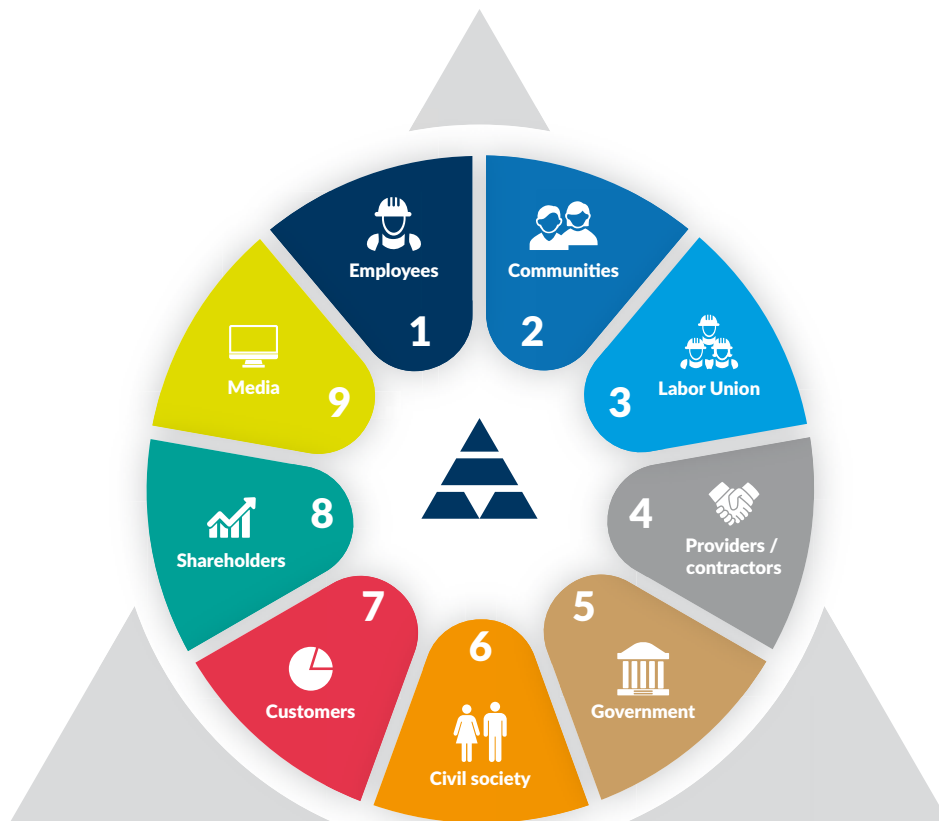 Employees
1
Communities
2
3
Labor Union
4
Providers /
contractors
5
Government
6
Civil society
7
Customers
8
Shareholders
9
Media